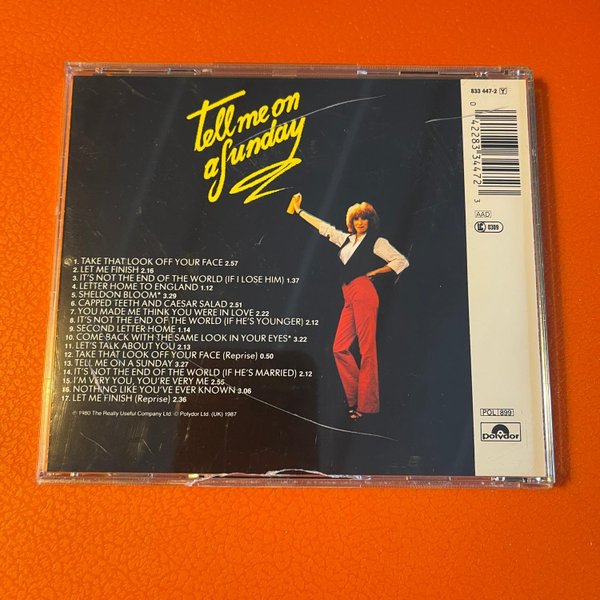 Tell me on
a Sunday
1. TAKE THAT LOOK OFF YOUR FACE 2.57
2. LET ME FINISH 2.16
3. IT'S NOT THE END OF THE WORLD (IF I LOSE HIM) 1.37
4. LETTER HOME TO ENGLAND 1.12
5. SHELDON BLOOM* 3.29
6. CAPPED TEETH AND CAESAR SALAD 2.51
7. YOU MADE ME THINK YOU WERE IN LOVE 2.22
8. IT'S NOT THE END OF THE WORLD (IF HE'S YOUNGER) 2.12
9. SECOND LETTER HOME 1.14
10. COME BACK WITH THE SAME LOOK IN YOUR EYES* 3.22
11. LET'S TALK ABOUT YOU 2.13
12. TAKE THAT LOOK OFF YOUR FACE (Reprise) 0.50
13. TELL ME ON A SUNDAY 3.27
14. IT'S NOT THE END OF THE WORLD (IF HE'S MARRIED) 2.12
15. I'M VERY YOU, YOU'RE VERY ME 2.55
16. NOTHING LIKE YOU'VE EVER KNOWN 3.06
17. LET ME FINISH (Reprise) 2.36
℗ 1980 The Really Useful Company Ltd. © Polydor Ltd. (UK) 1987
833 447-2 Y
0 42283 34472 3
AAD
LC 0309
POL 899
Polydor